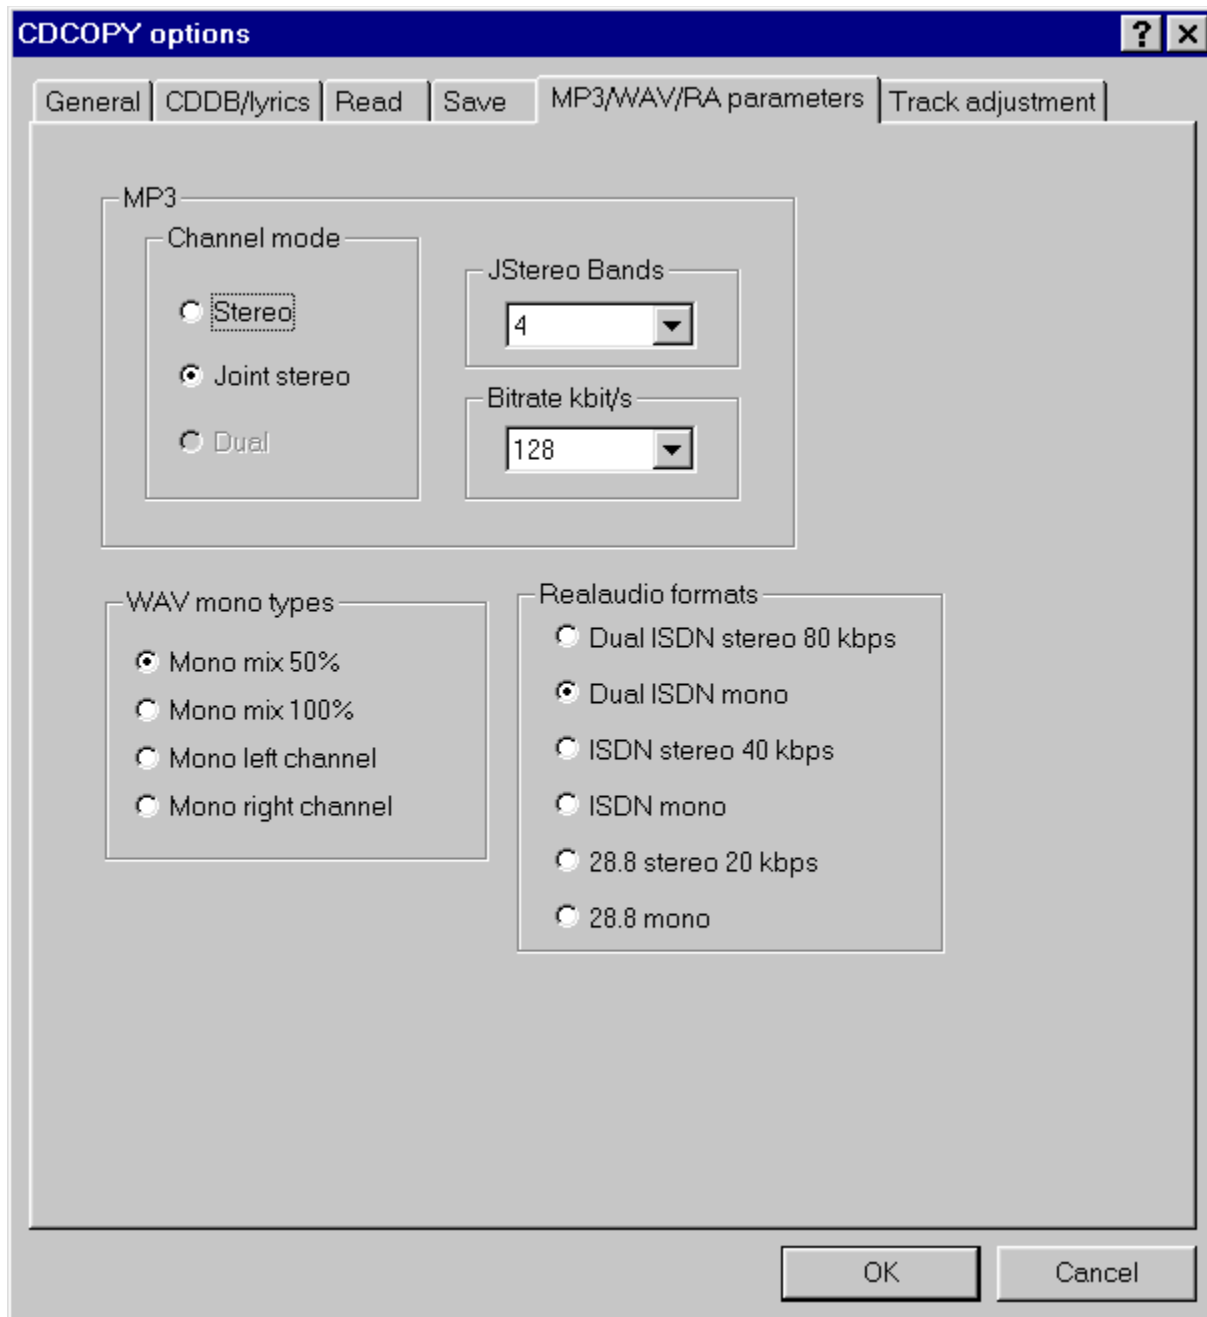 CDCOPY options
General CDDB/lyrics Read Save MP3/WAV/RA parameters Track adjustment
MP3
Channel mode
Stereo
Joint stereo
Dual
JStereo Bands
4
Bitrate kbit/s
128
WAV mono types
Mono mix 50%
Mono mix 100%
Mono left channel
Mono right channel
Realaudio formats
Dual ISDN stereo 80 kbps
Dual ISDN mono
ISDN stereo 40 kbps
ISDN mono
28.8 stereo 20 kbps
28.8 mono
OK Cancel